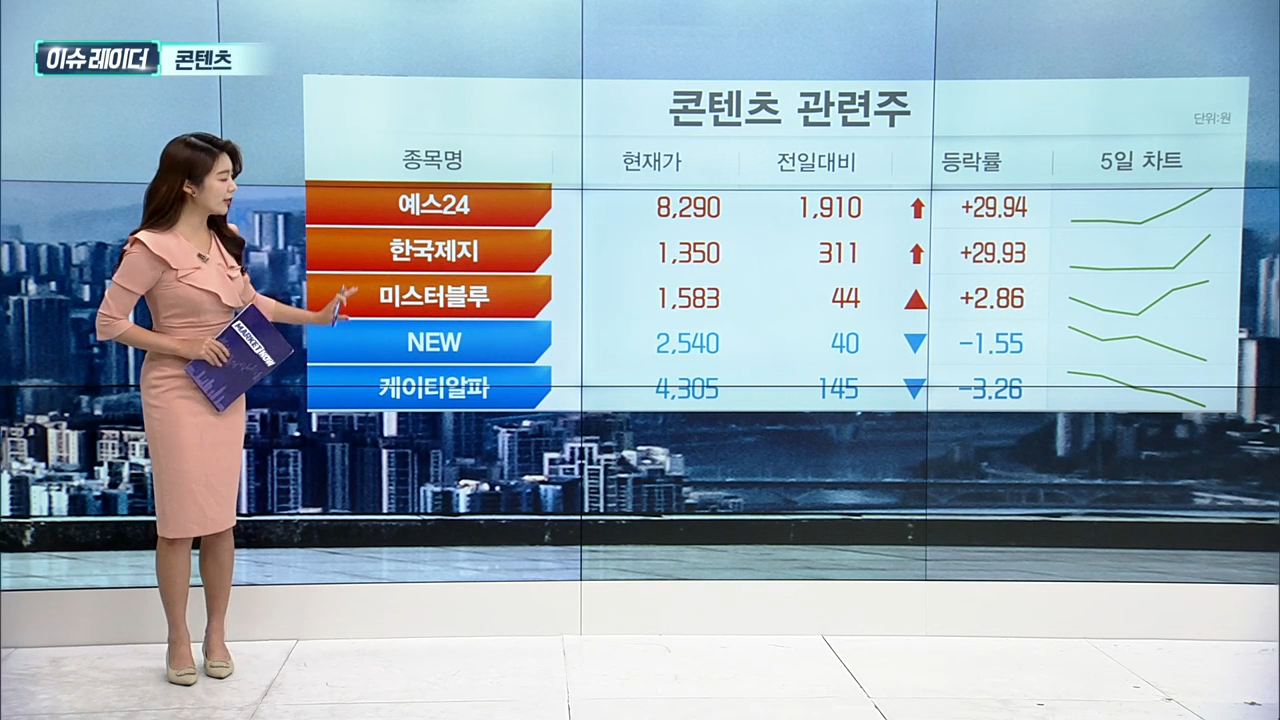 이슈 레이더 콘텐츠
콘텐츠 관련주
단위:원
종목명 현재가 전일대비 등락률 5일 차트
예스24 8,290 1,910 ↑ +29.94
한국제지 1,350 311 ↑ +29.93
미스터블루 1,583 44 ▲ +2.86
NEW 2,540 40 ▼ -1.55
케이티알파 4,305 145 ▼ -3.26
MARKET NOW